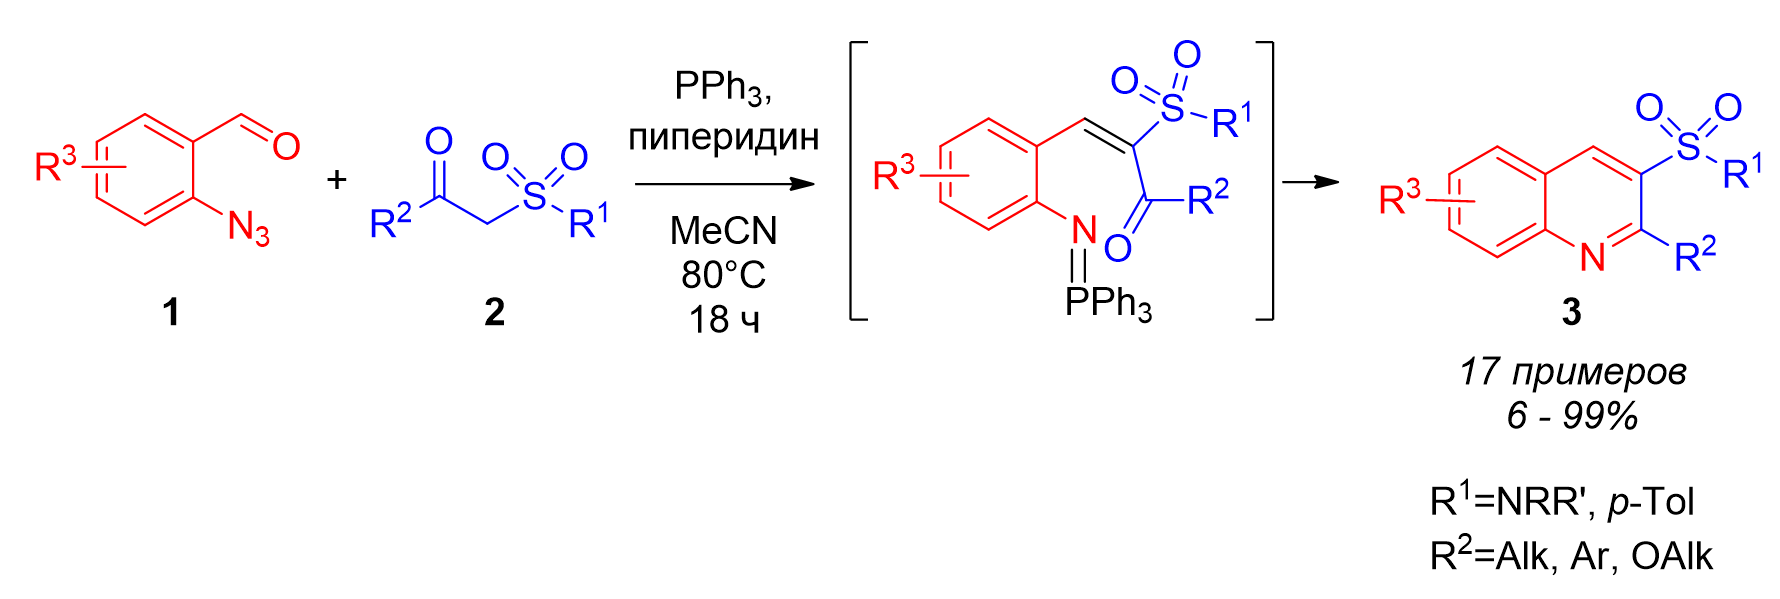 R³
O
N₃
1
+
O
R²
O
O
S
R¹
2
PPh₃,
пиперидин
MeCN
80°C
18 ч
R³
O
O
S
R¹
R²
O
N
PPh₃
R³
O
O
S
R¹
N
R²
3
17 примеров
6 - 99%
R¹=NRR', p-Tol
R²=Alk, Ar, OAlk